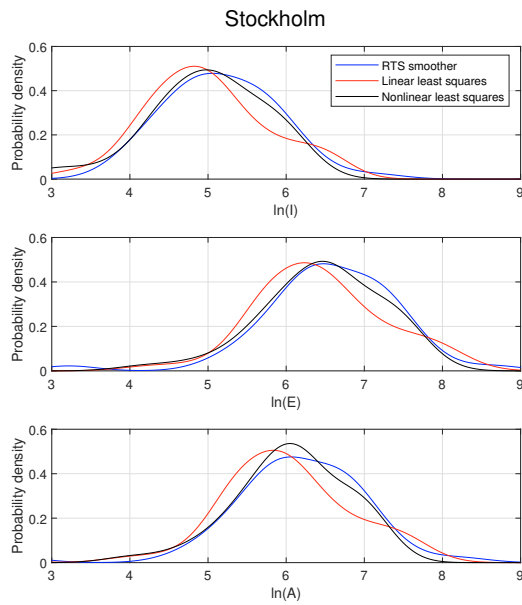 Stockholm
0.6
0.4
0.2
0
Probability density
RTS smoother
Linear least squares
Nonlinear least squares
3 4 5 6 7 8 9
ln(I)
0.6
0.4
0.2
0
Probability density
3 4 5 6 7 8 9
ln(E)
0.6
0.4
0.2
0
Probability density
3 4 5 6 7 8 9
ln(A)